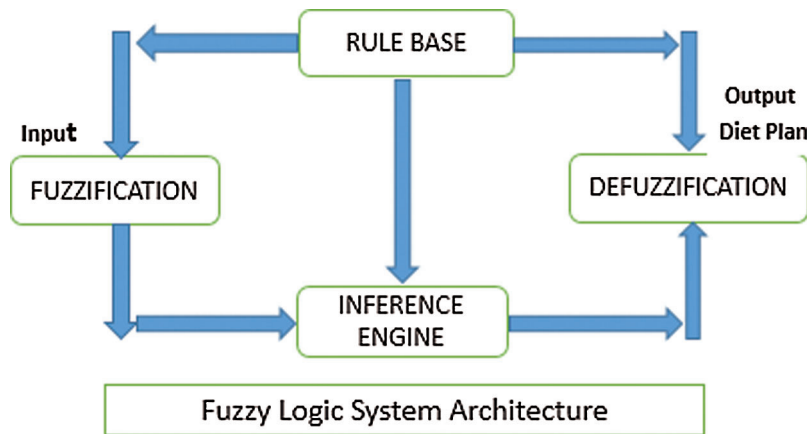 RULE BASE
Output
Diet Plan
Input
FUZZIFICATION
DEFUZZIFICATION
INFERENCE
ENGINE
Fuzzy Logic System Architecture